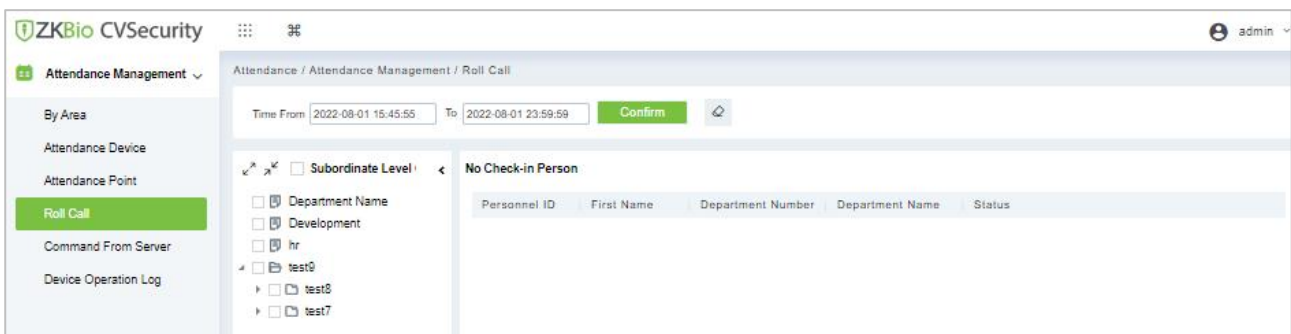 ZKBio CVSecurity
admin
Attendance Management
By Area
Attendance Device
Attendance Point
Roll Call
Command From Server
Device Operation Log
Attendance / Attendance Management / Roll Call
Time From 2022-08-01 15:45:55 To 2022-08-01 23:59:59 Confirm
Subordinate Level
Department Name
Development
hr
test9
test8
test7
No Check-in Person
Personnel ID First Name Department Number Department Name Status